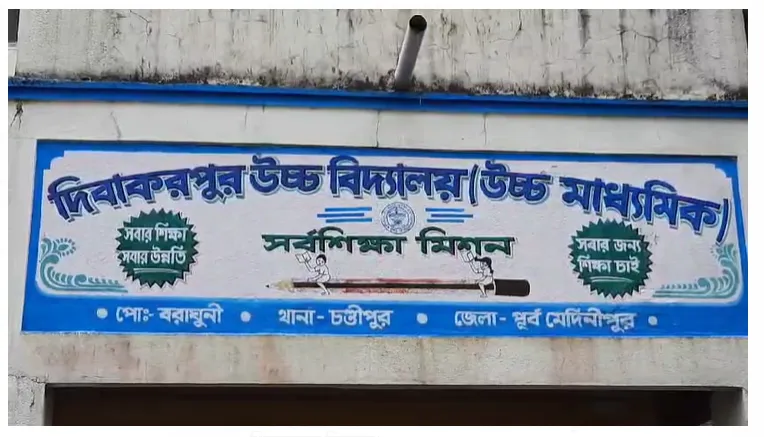 দিবাকরপুর উচ্চ বিদ্যালয় (উচ্চ মাধ্যমিক)
সবার শিক্ষা
সবার উন্নতি
সর্বশিক্ষা মিশন
সবার জন্য
শিক্ষা চাই
পোঃ- বরাঘুনী • থানা - চণ্ডীপুর • জেলা - পূর্ব মেদিনীপুর